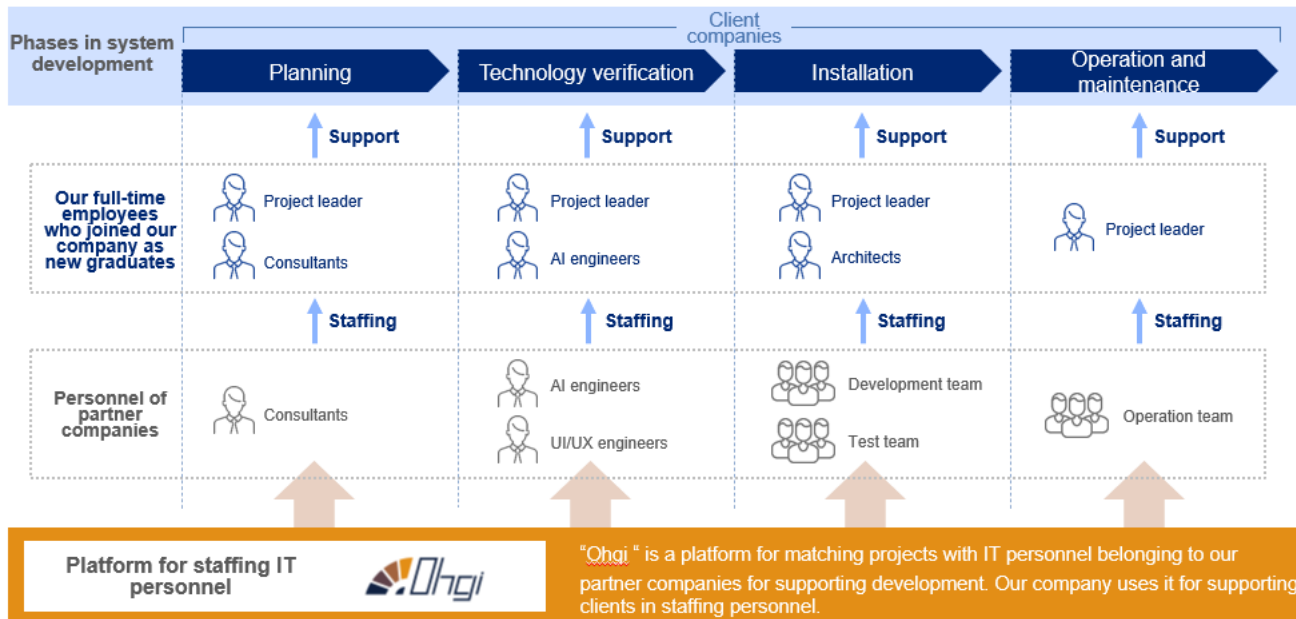 Client
companies
Phases in system
development
Planning
Technology verification
Installation
Operation and
maintenance
Support
Support
Support
Support
Our full-time
employees
who joined our
company as
new graduates
Project leader
Consultants
Project leader
AI engineers
Project leader
Architects
Project leader
Staffing
Staffing
Staffing
Staffing
Personnel of
partner
companies
Consultants
AI engineers
UI/UX engineers
Development team
Test team
Operation team
Platform for staffing IT
personnel
Ohgi
“Ohgi “ is a platform for matching projects with IT personnel belonging to our
partner companies for supporting development. Our company uses it for supporting
clients in staffing personnel.